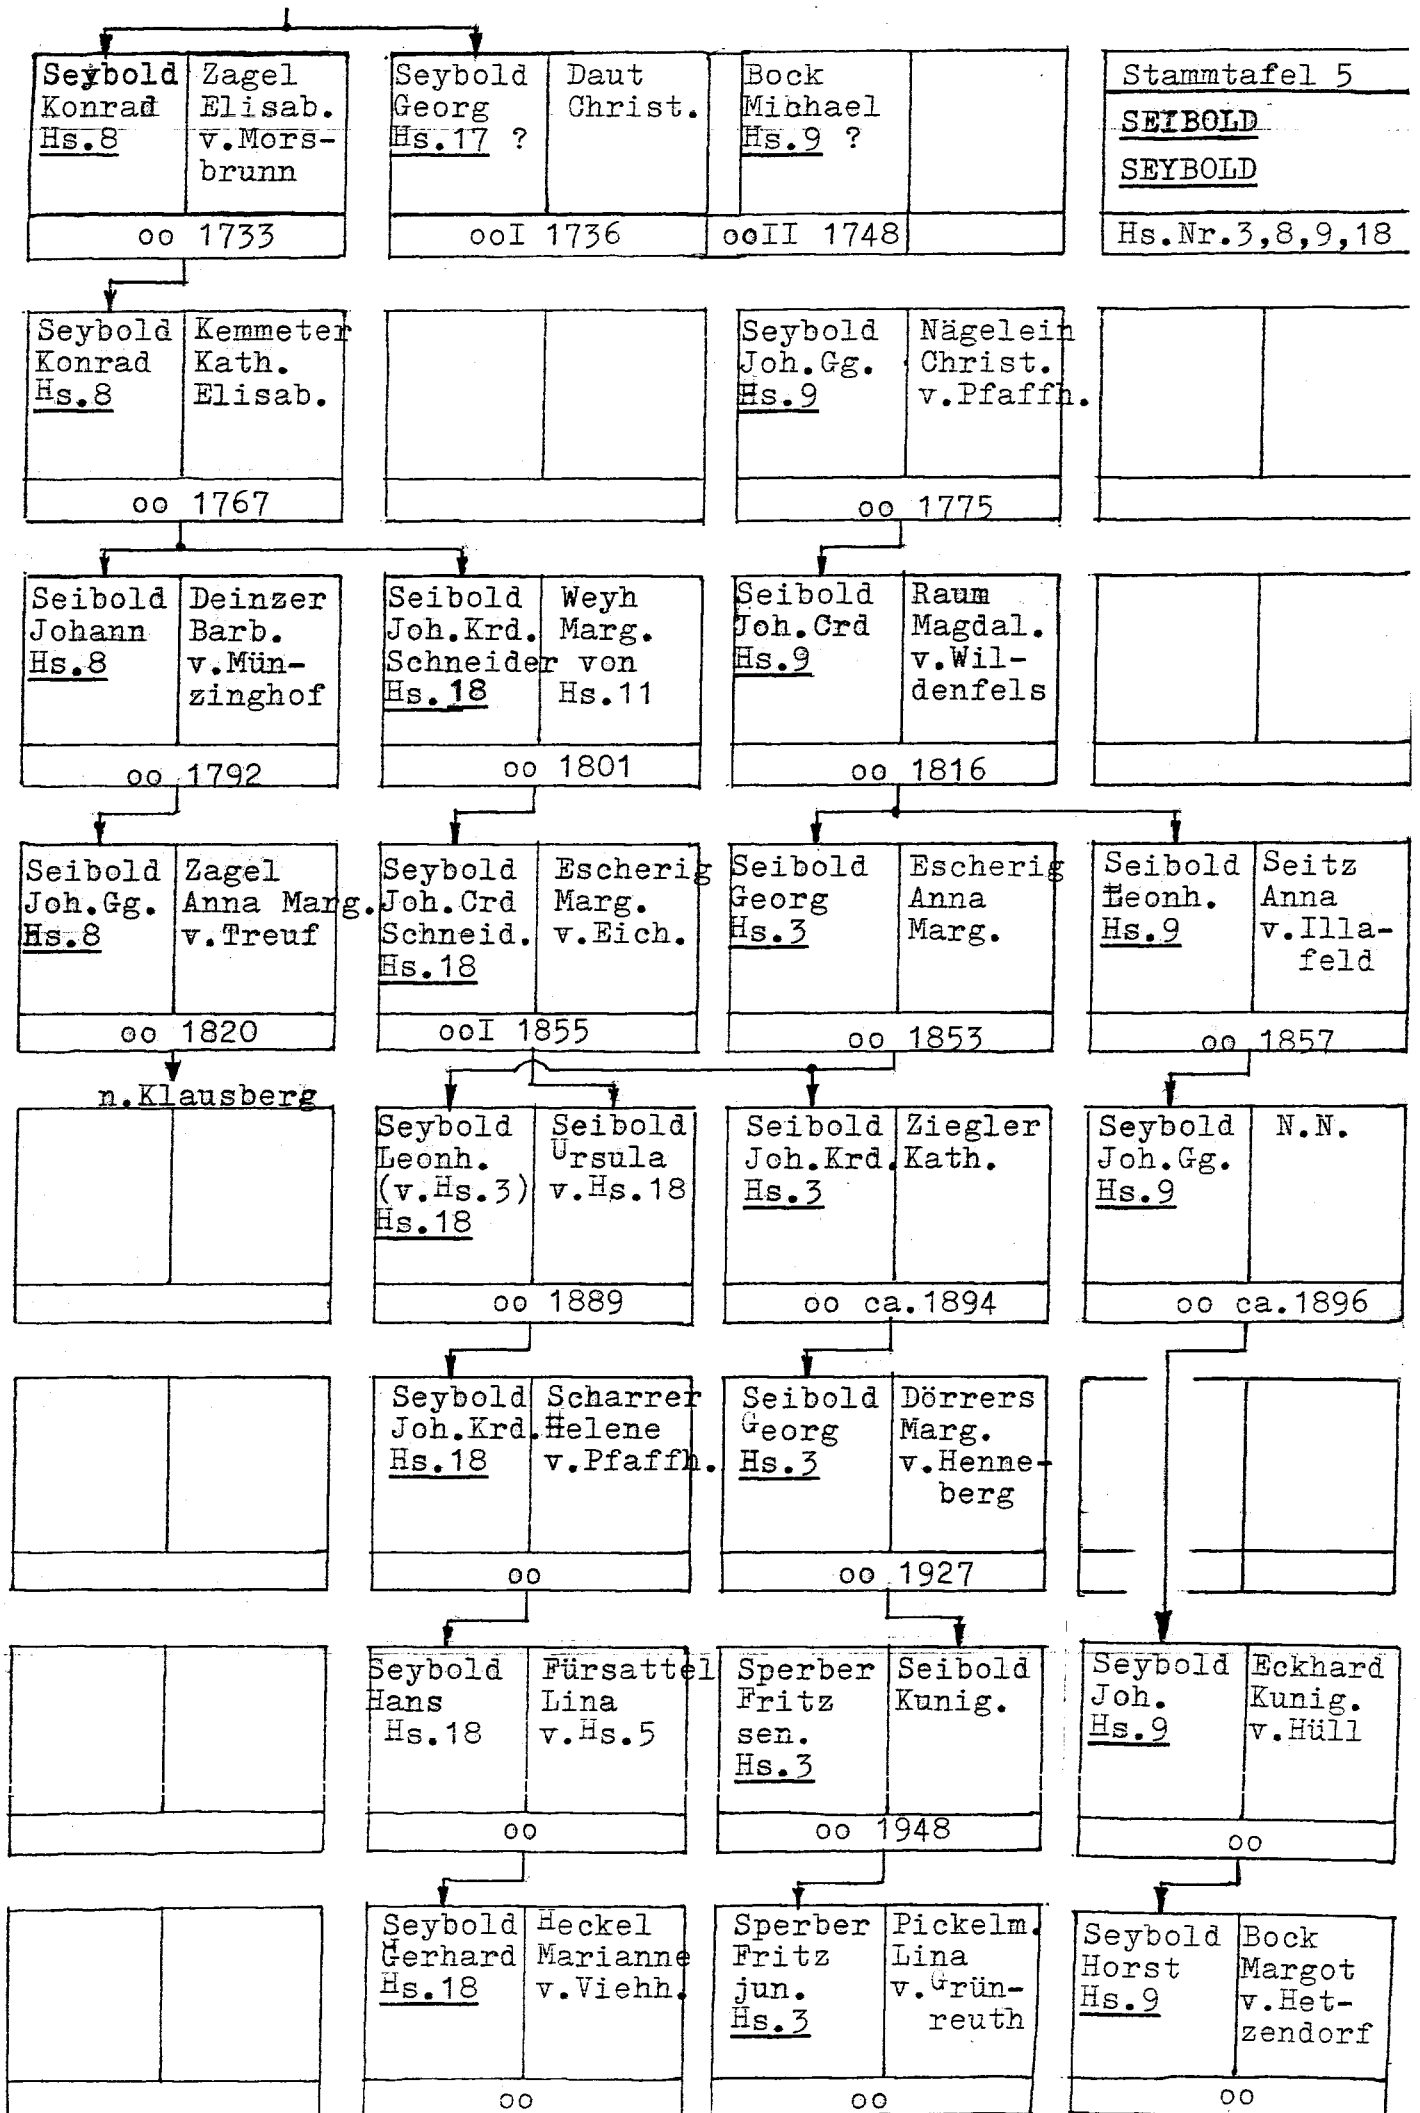 Seybold
Konrad
Hs.8
Zagel
Elisab.
v.Mors-
brunn
oo 1733
Seybold
Georg
Hs.17 ?
Daut
Christ.
ooI 1736
Bock
Michael
Hs.9 ?
ooII 1748
Stammtafel 5
SEIBOLD
SEYBOLD
Hs.Nr.3,8,9,18
Seybold
Konrad
Hs.8
Kemmeter
Kath.
Elisab.
oo 1767
Seybold
Joh.Gg.
Hs.9
Nägelein
Christ.
v.Pfaffh.
oo 1775
Seibold
Johann
Hs.8
Deinzer
Barb.
v.Mün-
zinghof
oo 1792
Seibold
Joh.Krd.
Schneider
Hs.18
Weyh
Marg.
von
Hs.11
oo 1801
Seibold
Joh.Crd
Hs.9
Raum
Magdal.
v.Wil-
denfels
oo 1816
Seibold
Joh.Gg.
Hs.8
Zagel
Anna Marg.
v.Treuf
oo 1820
n.Klausberg
Seybold
Joh.Crd
Schneid.
Hs.18
Escherig
Marg.
v.Eich.
ooI 1855
Seibold
Georg
Hs.3
Escherig
Anna
Marg.
oo 1853
Seibold
Leonh.
Hs.9
Seitz
Anna
v.Illa-
feld
oo 1857
Seybold
Leonh.
(v.Hs.3)
Hs.18
Seibold
Ursula
v.Hs.18
oo 1889
Seibold
Joh.Krd.
Hs.3
Ziegler
Kath.
oo ca.1894
Seybold
Joh.Gg.
Hs.9
N.N.
oo ca.1896
Seybold
Joh.Krd.
Hs.18
Scharrer
Helene
v.Pfaffh.
oo
Seibold
Georg
Hs.3
Dörrers
Marg.
v.Henne-
berg
oo 1927
Seybold
Hans
Hs.18
Fürsattel
Lina
v.Hs.5
oo
Sperber
Fritz
sen.
Hs.3
Seibold
Kunig.
oo 1948
Seybold
Joh.
Hs.9
Eckhard
Kunig.
v.Hüll
oo
Seybold
Gerhard
Hs.18
Heckel
Marianne
v.Viehh.
oo
Sperber
Fritz
jun.
Hs.3
Pickelm.
Lina
v.Grün-
reuth
oo
Seybold
Horst
Hs.9
Bock
Margot
v.Het-
zendorf
oo